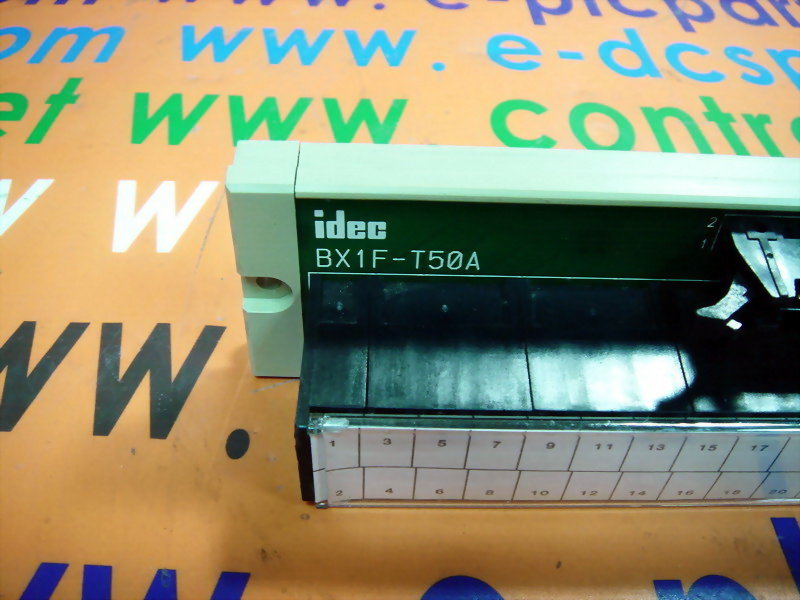 www. e-plcpar
om www. e-dcsp
et www. contr
w w
idec
BX1F-T50A
2
1
1 3 5 7 9 11 13 15 17
2 4 6 8 10 12 14 16 18 20
ww.